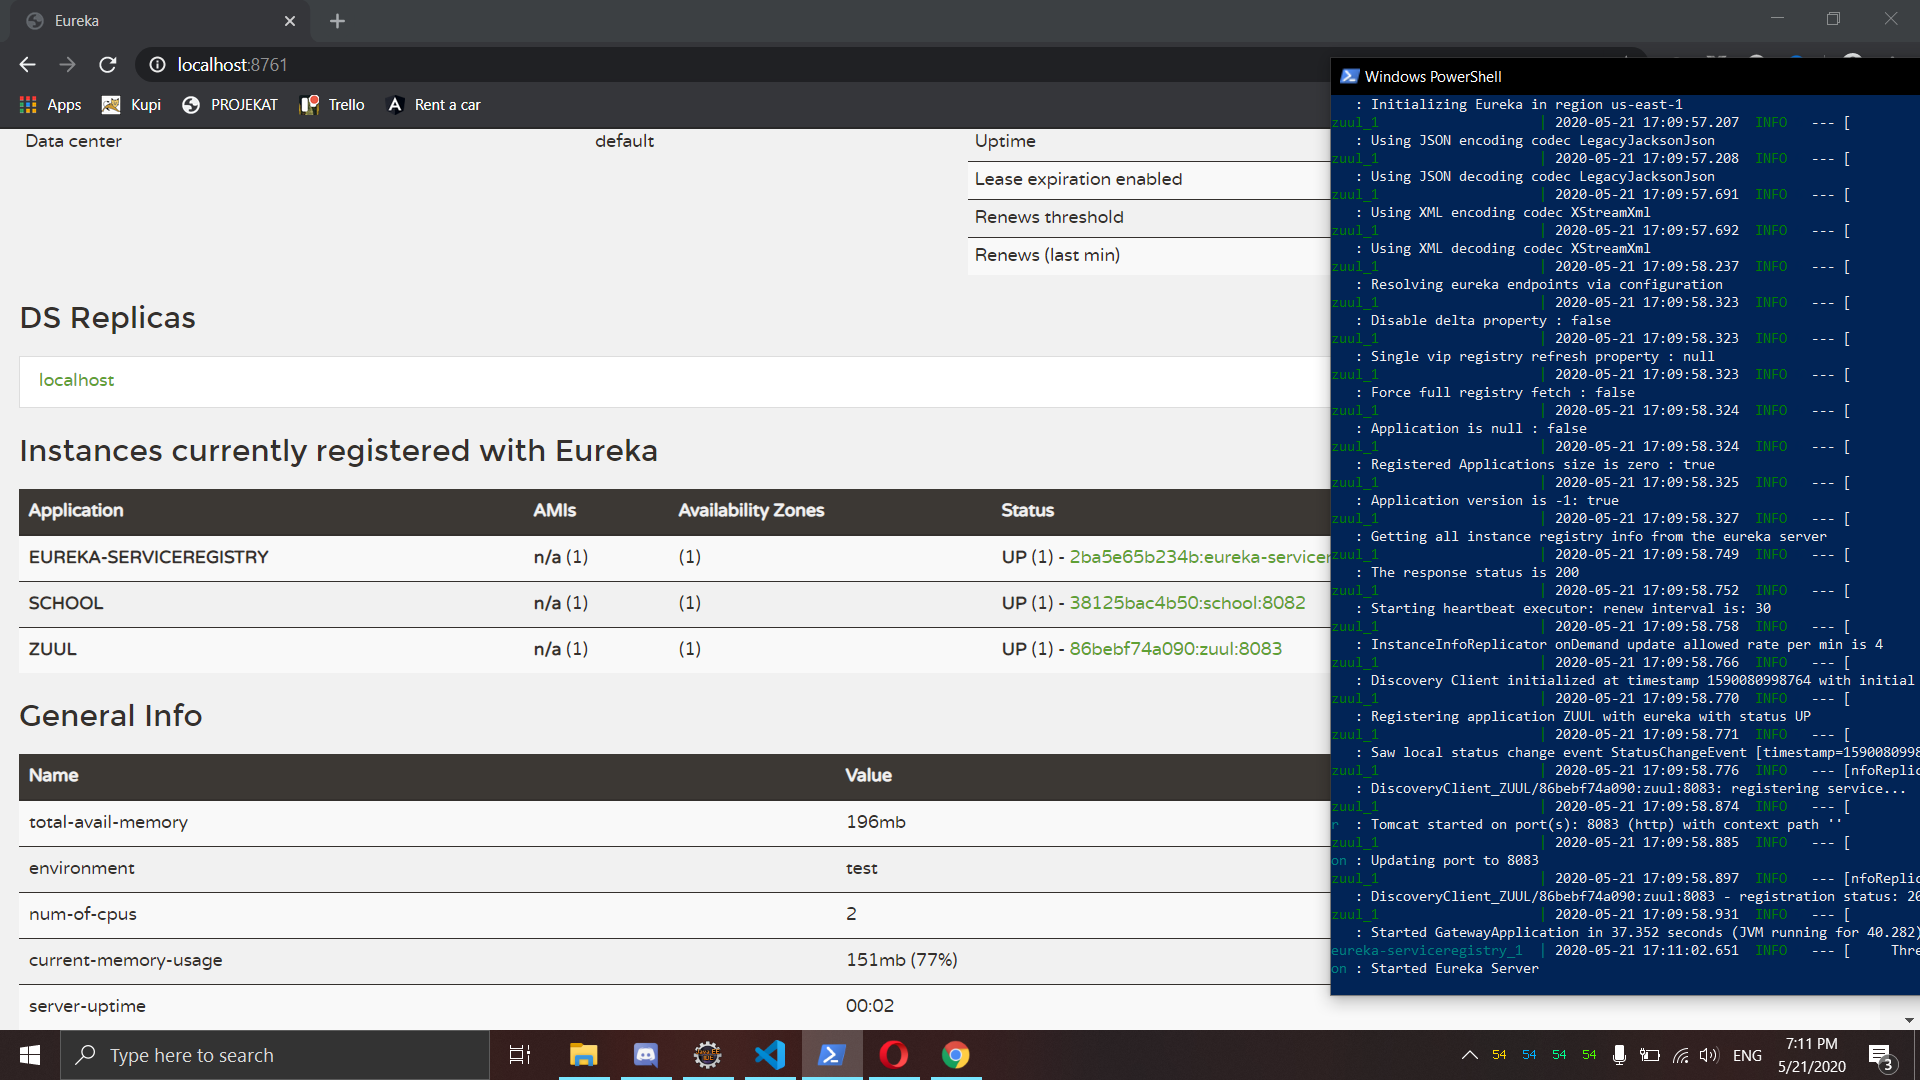 Eureka
localhost:8761
Apps Kupi PROJEKAT Trello Rent a car
Data center default
Uptime
Lease expiration enabled
Renews threshold
Renews (last min)
DS Replicas
localhost
Instances currently registered with Eureka
Application AMIs Availability Zones Status
EUREKA-SERVICEREGISTRY n/a (1) (1) UP (1) - 2ba5e65b234b:eureka-servicer
SCHOOL n/a (1) (1) UP (1) - 38125bac4b50:school:8082
ZUUL n/a (1) (1) UP (1) - 86bebf74a090:zuul:8083
General Info
Name Value
total-avail-memory 196mb
environment test
num-of-cpus 2
current-memory-usage 151mb (77%)
server-uptime 00:02
Windows PowerShell
: Initializing Eureka in region us-east-1
zuul_1 | 2020-05-21 17:09:57.207 INFO --- [
: Using JSON encoding codec LegacyJacksonJson
zuul_1 | 2020-05-21 17:09:57.208 INFO --- [
: Using JSON decoding codec LegacyJacksonJson
zuul_1 | 2020-05-21 17:09:57.691 INFO --- [
: Using XML encoding codec XStreamXml
zuul_1 | 2020-05-21 17:09:57.692 INFO --- [
: Using XML decoding codec XStreamXml
zuul_1 | 2020-05-21 17:09:58.237 INFO --- [
: Resolving eureka endpoints via configuration
zuul_1 | 2020-05-21 17:09:58.323 INFO --- [
: Disable delta property : false
zuul_1 | 2020-05-21 17:09:58.323 INFO --- [
: Single vip registry refresh property : null
zuul_1 | 2020-05-21 17:09:58.323 INFO --- [
: Force full registry fetch : false
zuul_1 | 2020-05-21 17:09:58.324 INFO --- [
: Application is null : false
zuul_1 | 2020-05-21 17:09:58.324 INFO --- [
: Registered Applications size is zero : true
zuul_1 | 2020-05-21 17:09:58.325 INFO --- [
: Application version is -1: true
zuul_1 | 2020-05-21 17:09:58.327 INFO --- [
: Getting all instance registry info from the eureka server
zuul_1 | 2020-05-21 17:09:58.749 INFO --- [
: The response status is 200
zuul_1 | 2020-05-21 17:09:58.752 INFO --- [
: Starting heartbeat executor: renew interval is: 30
zuul_1 | 2020-05-21 17:09:58.758 INFO --- [
: InstanceInfoReplicator onDemand update allowed rate per min is 4
zuul_1 | 2020-05-21 17:09:58.766 INFO --- [
: Discovery Client initialized at timestamp 1590080998764 with initial
zuul_1 | 2020-05-21 17:09:58.770 INFO --- [
: Registering application ZUUL with eureka with status UP
zuul_1 | 2020-05-21 17:09:58.771 INFO --- [
: Saw local status change event StatusChangeEvent [timestamp=1590080998
zuul_1 | 2020-05-21 17:09:58.776 INFO --- [nfoReplic
: DiscoveryClient_ZUUL/86bebf74a090:zuul:8083: registering service...
zuul_1 | 2020-05-21 17:09:58.874 INFO --- [
r : Tomcat started on port(s): 8083 (http) with context path ''
zuul_1 | 2020-05-21 17:09:58.885 INFO --- [
on : Updating port to 8083
zuul_1 | 2020-05-21 17:09:58.897 INFO --- [nfoReplic
: DiscoveryClient_ZUUL/86bebf74a090:zuul:8083 - registration status: 20
zuul_1 | 2020-05-21 17:09:58.931 INFO --- [
: Started GatewayApplication in 37.352 seconds (JVM running for 40.282)
eureka-serviceregistry_1 | 2020-05-21 17:11:02.651 INFO --- [ Thre
on : Started Eureka Server
Type here to search
54 54 54 54 ENG
7:11 PM
5/21/2020
3